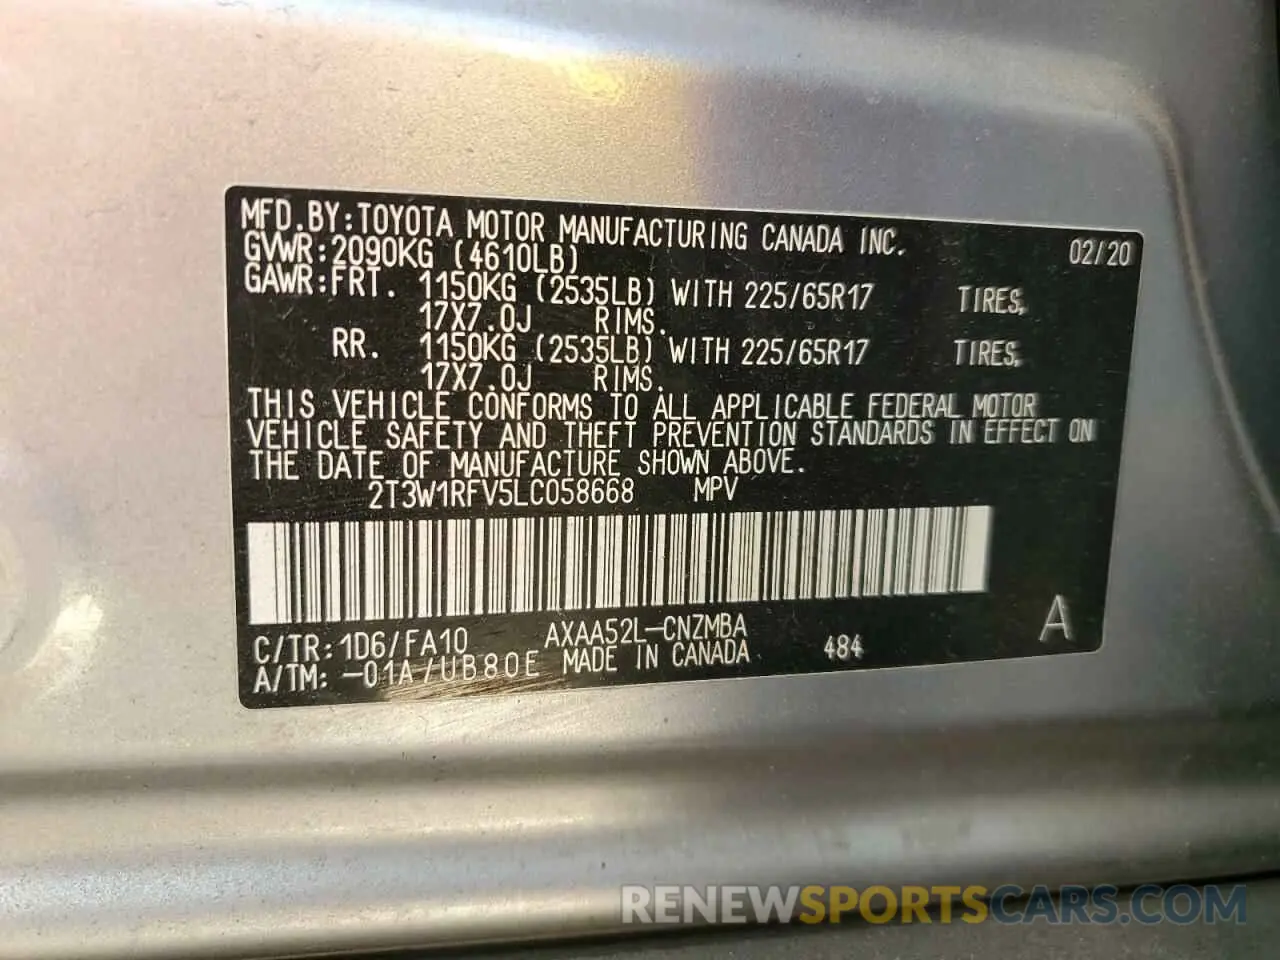 MFD.BY:TOYOTA MOTOR MANUFACTURING CANADA INC. 02/20
GVWR:2090KG (4610LB)
GAWR:FRT. 1150KG (2535LB) WITH 225/65R17 TIRES,
17X7.0J RIMS.
RR. 1150KG (2535LB) WITH 225/65R17 TIRES,
17X7.0J RIMS.
THIS VEHICLE CONFORMS TO ALL APPLICABLE FEDERAL MOTOR
VEHICLE SAFETY AND THEFT PREVENTION STANDARDS IN EFFECT ON
THE DATE OF MANUFACTURE SHOWN ABOVE.
2T3W1RFV5LC058668 MPV
C/TR:1D6/FA10 AXAA52L-CNZMBA A
A/TM: -01A/UB80E MADE IN CANADA 484
RENEWSPORTSCARS.COM